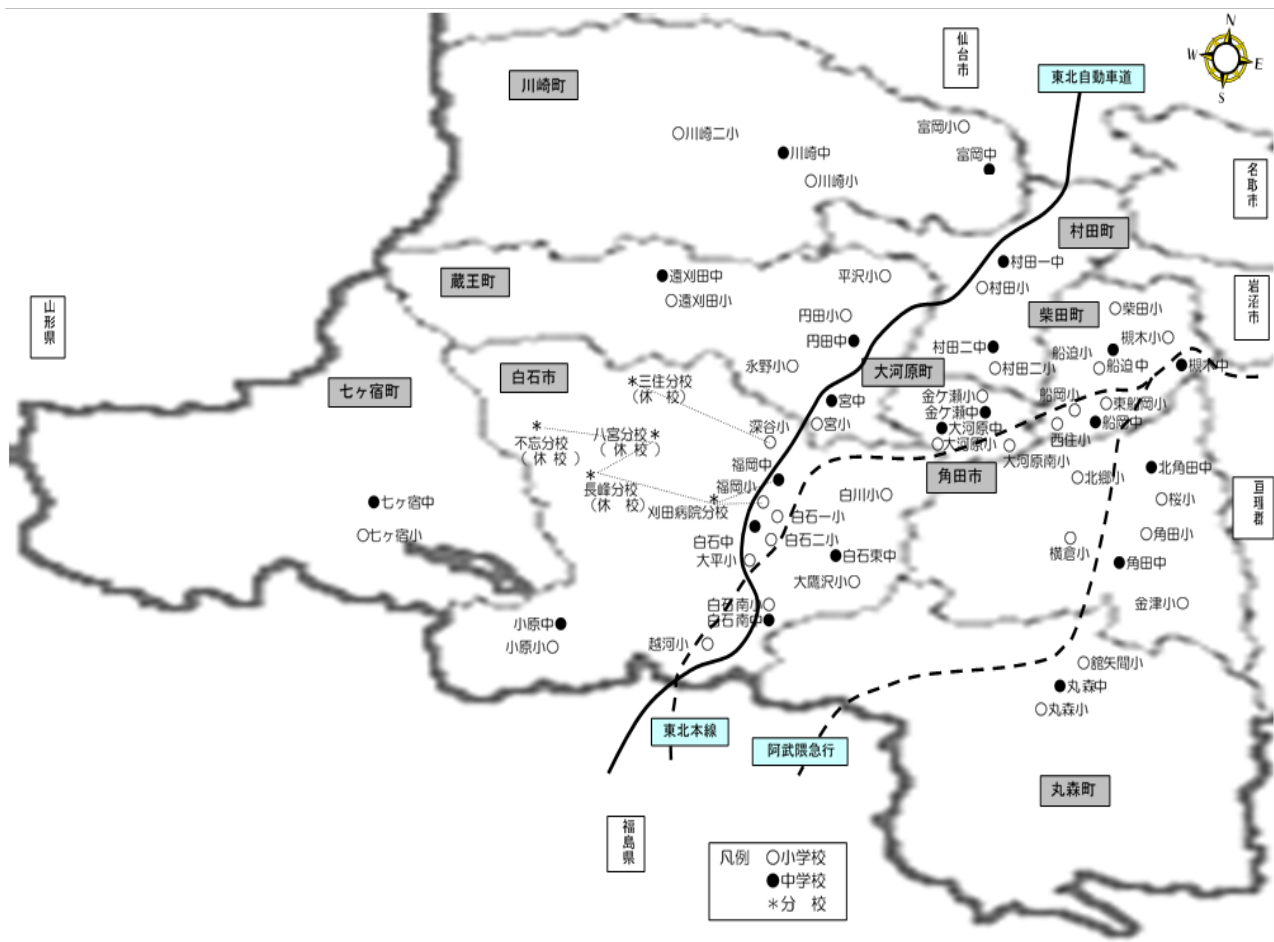 N
W
E
S
仙台市
東北自動車道
川崎町
富岡小
川崎二小
川崎中
富岡中
川崎小
名取市
村田町
村田一中
平沢小
遠刈田中
蔵王町
村田小
遠刈田小
岩沼市
山形県
柴田小
円田小
柴田町
槻木小
円田中
村田二中
船迫小
永野小
村田二小
船迫中
槻木中
大河原町
白石市
七ヶ宿町
＊三住分校
（休　校）
金ケ瀬小
船岡小
宮中
東船岡小
金ケ瀬中
宮小
深谷小
大河原中
船岡中
西住小
八宮分校＊
（休　校）
＊
不忘分校
（休　校）
大河原小
大河原南小
福岡中
角田市
北角田中
北郷小
＊
長峰分校
（休　校）
福岡小
白川小
桜小
亘理郡
七ヶ宿中
＊
刈田病院分校
白石一小
七ヶ宿小
白石中
白石二小
横倉小
角田小
大平小
白石東中
角田中
大鷹沢小
白石南小
金津小
白石南中
小原中
小原小
越河小
舘矢間小
丸森中
丸森小
東北本線
阿武隈急行
丸森町
福島県
凡例　○小学校
●中学校
＊分　校